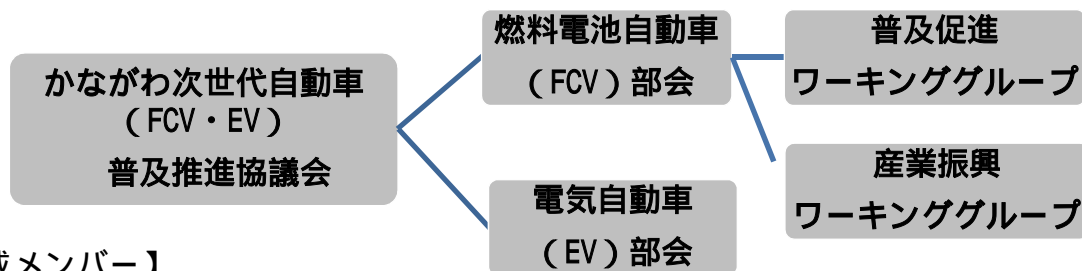 かながわ次世代自動車
（FCV・EV）
普及推進協議会
燃料電池自動車
（FCV）部会
電気自動車
（EV）部会
普及促進
ワーキンググループ
産業振興
ワーキンググループ
成メンバー】